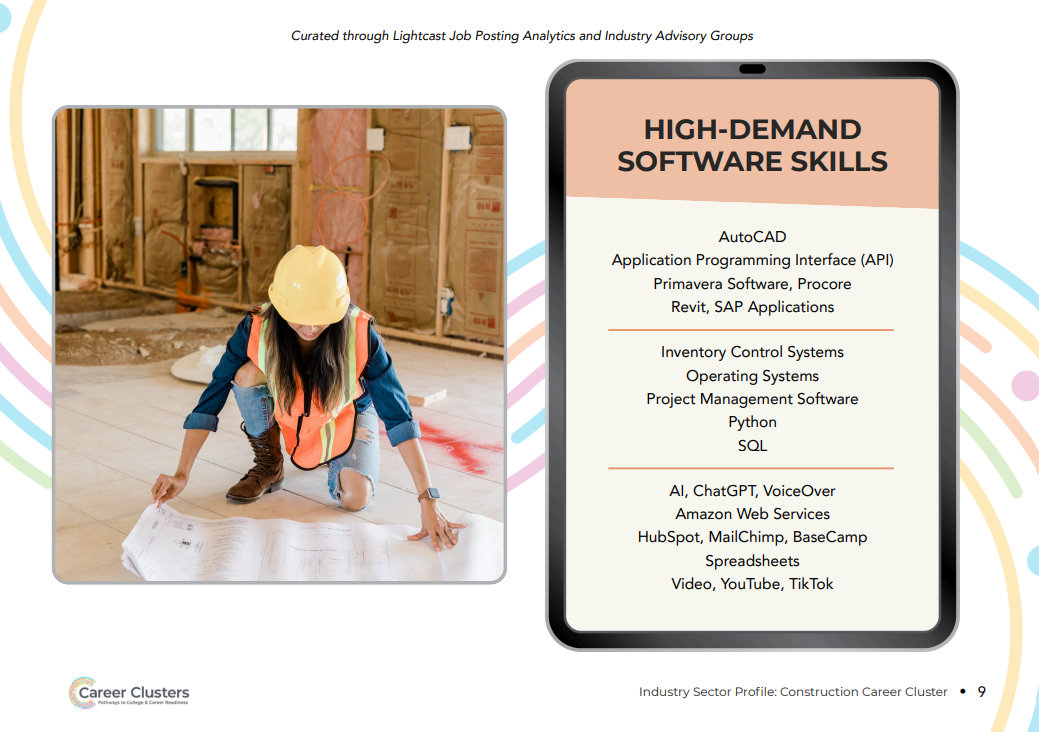 Curated through Lightcast Job Posting Analytics and Industry Advisory Groups
HIGH-DEMAND
SOFTWARE SKILLS
AutoCAD
Application Programming Interface (API)
Primavera Software, Procore
Revit, SAP Applications
Inventory Control Systems
Operating Systems
Project Management Software
Python
SQL
AI, ChatGPT, VoiceOver
Amazon Web Services
HubSpot, MailChimp, BaseCamp
Spreadsheets
Video, YouTube, TikTok
Career Clusters
Pathways to College & Career Readiness
Industry Sector Profile: Construction Career Cluster • 9